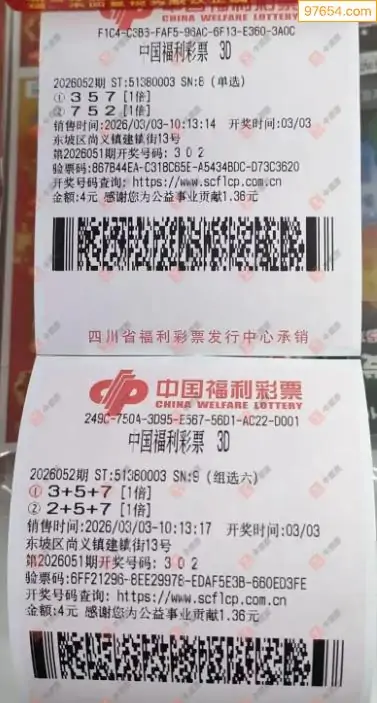 97654.com
CHINA WELFARE LOTTERY
F1C4-C3B3-FAF5-96AC-6F13-E360-3A0C
中国福利彩票 3D
2026052期 ST:51380003 SN:8 (单选)
① 3 5 7 [1倍]
② 7 5 2 [1倍]
销售时间:2026/03/03-10:13:14 开奖时间:03/03
东坡区尚义镇建镇街13号
第2026051期开奖号码: 3 0 2
验票码:867B44EA-C31BC65E-A5434BDC-D73C3620
开奖号码查询: https://www.scflcp.com.cn
金额:4元 感谢您为公益事业贡献1.36元
四川省福利彩票发行中心承销
中国福利彩票
CHINA WELFARE LOTTERY
249C-750A-3D95-E567-56D1-AC22-D001
中国福利彩票 3D
2026052期 ST:51380003 SN:9 (组选六)
① 3+5+7 [1倍]
② 2+5+7 [1倍]
销售时间:2026/03/03-10:13:17 开奖时间:03/03
东坡区尚义镇建镇街13号
第2026051期开奖号码: 3 0 2
验票码:6FF21296-8EE29978-EDAF5E3B-660ED3FE
开奖号码查询: https://www.scflcp.com.cn
金额:4元 感谢您为公益事业贡献1.36元